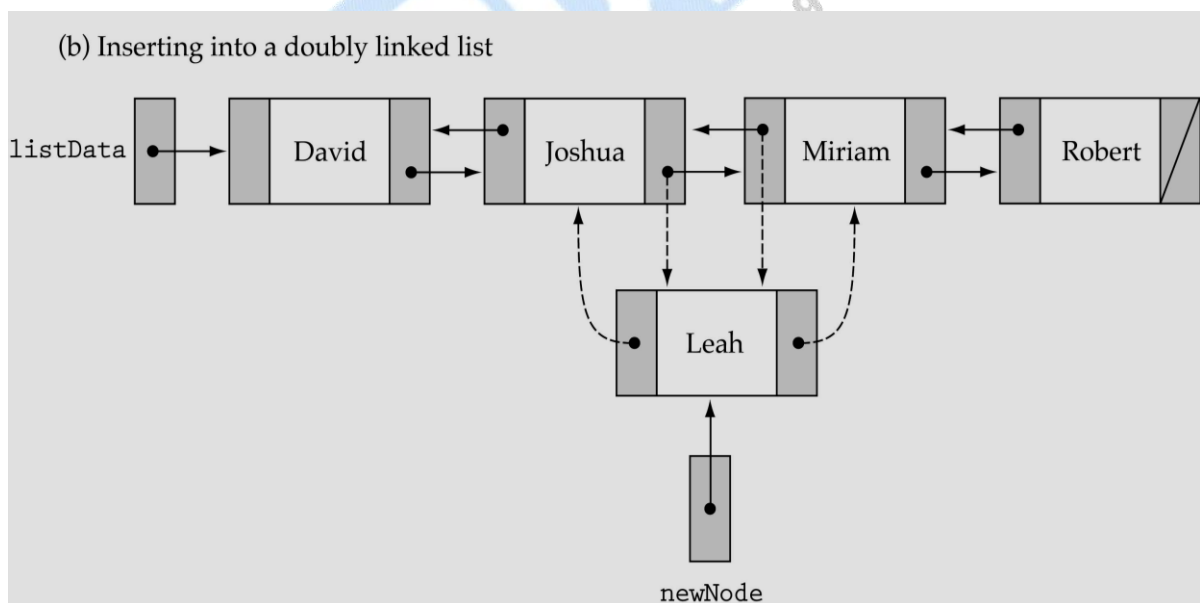 (b) Inserting into a doubly linked list
listData David Joshua Miriam Robert
Leah
newNode